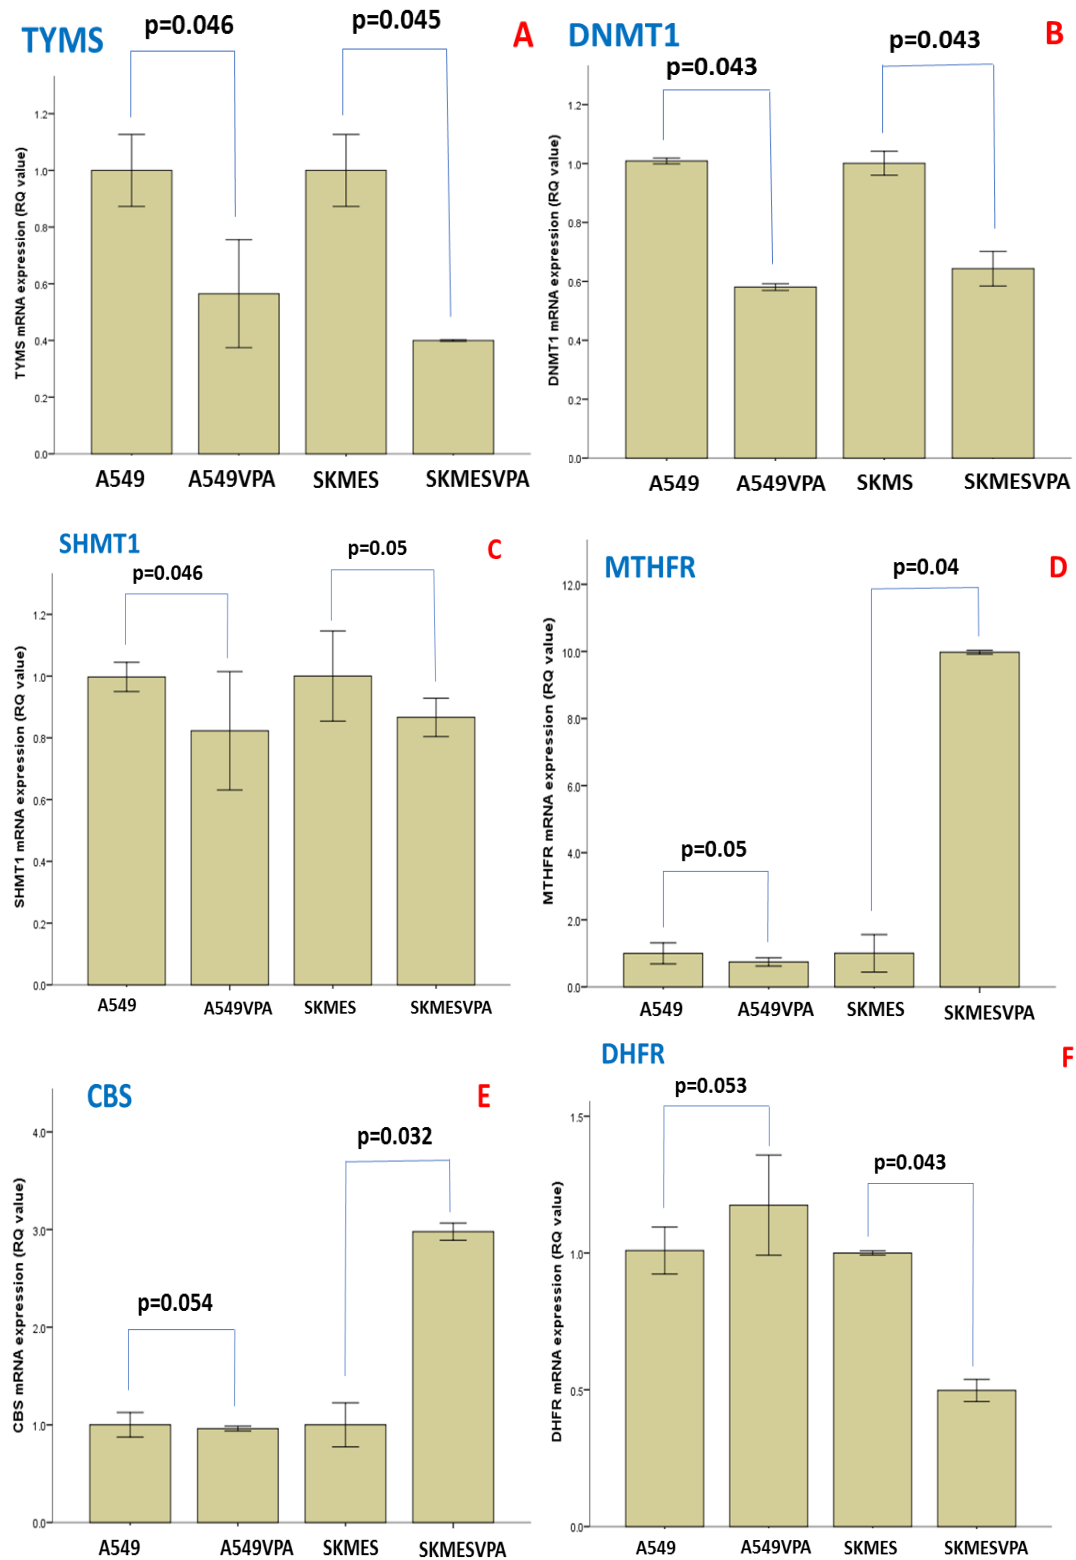 TYMS
p=0.046
p=0.045
A
TYMS mRNA expression (RQ value)
1.2
1.0
0.8
0.6
0.4
0.2
0.0
A549
A549VPA
SKMES
SKMESVPA
DNMT1
p=0.043
p=0.043
B
DNMT1 mRNA expression (RQ value)
1.2
1.0
0.8
0.6
0.4
0.2
0.0
A549
A549VPA
SKMS
SKMESVPA
SHMT1
p=0.046
p=0.05
C
SHMT1 mRNA expression (RQ value)
1.2
1.0
0.8
0.6
0.4
0.2
0.0
A549
A549VPA
SKMES
SKMESVPA
MTHFR
p=0.05
p=0.04
D
MTHFR mRNA expression (RQ value)
12.0
10.0
8.0
6.0
4.0
2.0
0.0
A549
A549VPA
SKMES
SKMESVPA
CBS
p=0.054
p=0.032
E
CBS mRNA expression (RQ value)
4.0
3.0
2.0
1.0
0.0
A549
A549VPA
SKMES
SKMESVPA
DHFR
p=0.053
p=0.043
F
DHFR mRNA expression (RQ value)
1.5
1.0
0.5
0.0
A549
A549VPA
SKMES
SKMESVPA